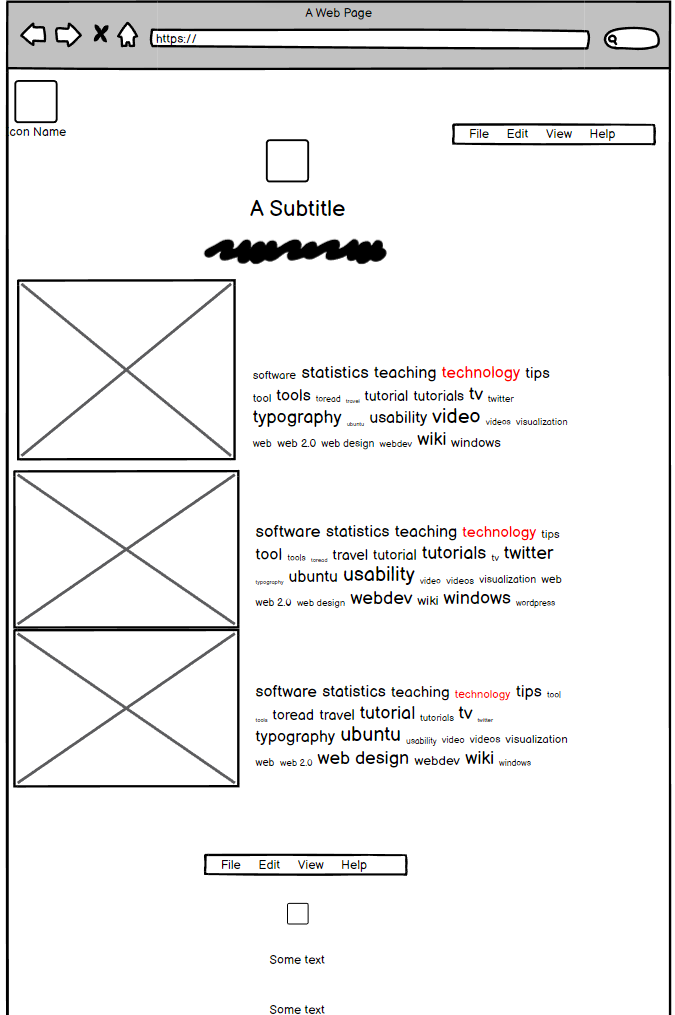 A Web Page
https://
con Name
File Edit View Help
A Subtitle
software statistics teaching technology tips
tool tools toread travel tutorial tutorials tv twitter
typography ubuntu usability video videos visualization
web web 2.0 web design webdev wiki windows
software statistics teaching technology tips
tool tools toread travel tutorial tutorials tv twitter
typography ubuntu usability video videos visualization web
web 2.0 web design webdev wiki windows wordpress
software statistics teaching technology tips tool
tools toread travel tutorial tutorials tv twitter
typography ubuntu usability video videos visualization
web web 2.0 web design webdev wiki windows
File Edit View Help
Some text
Some text